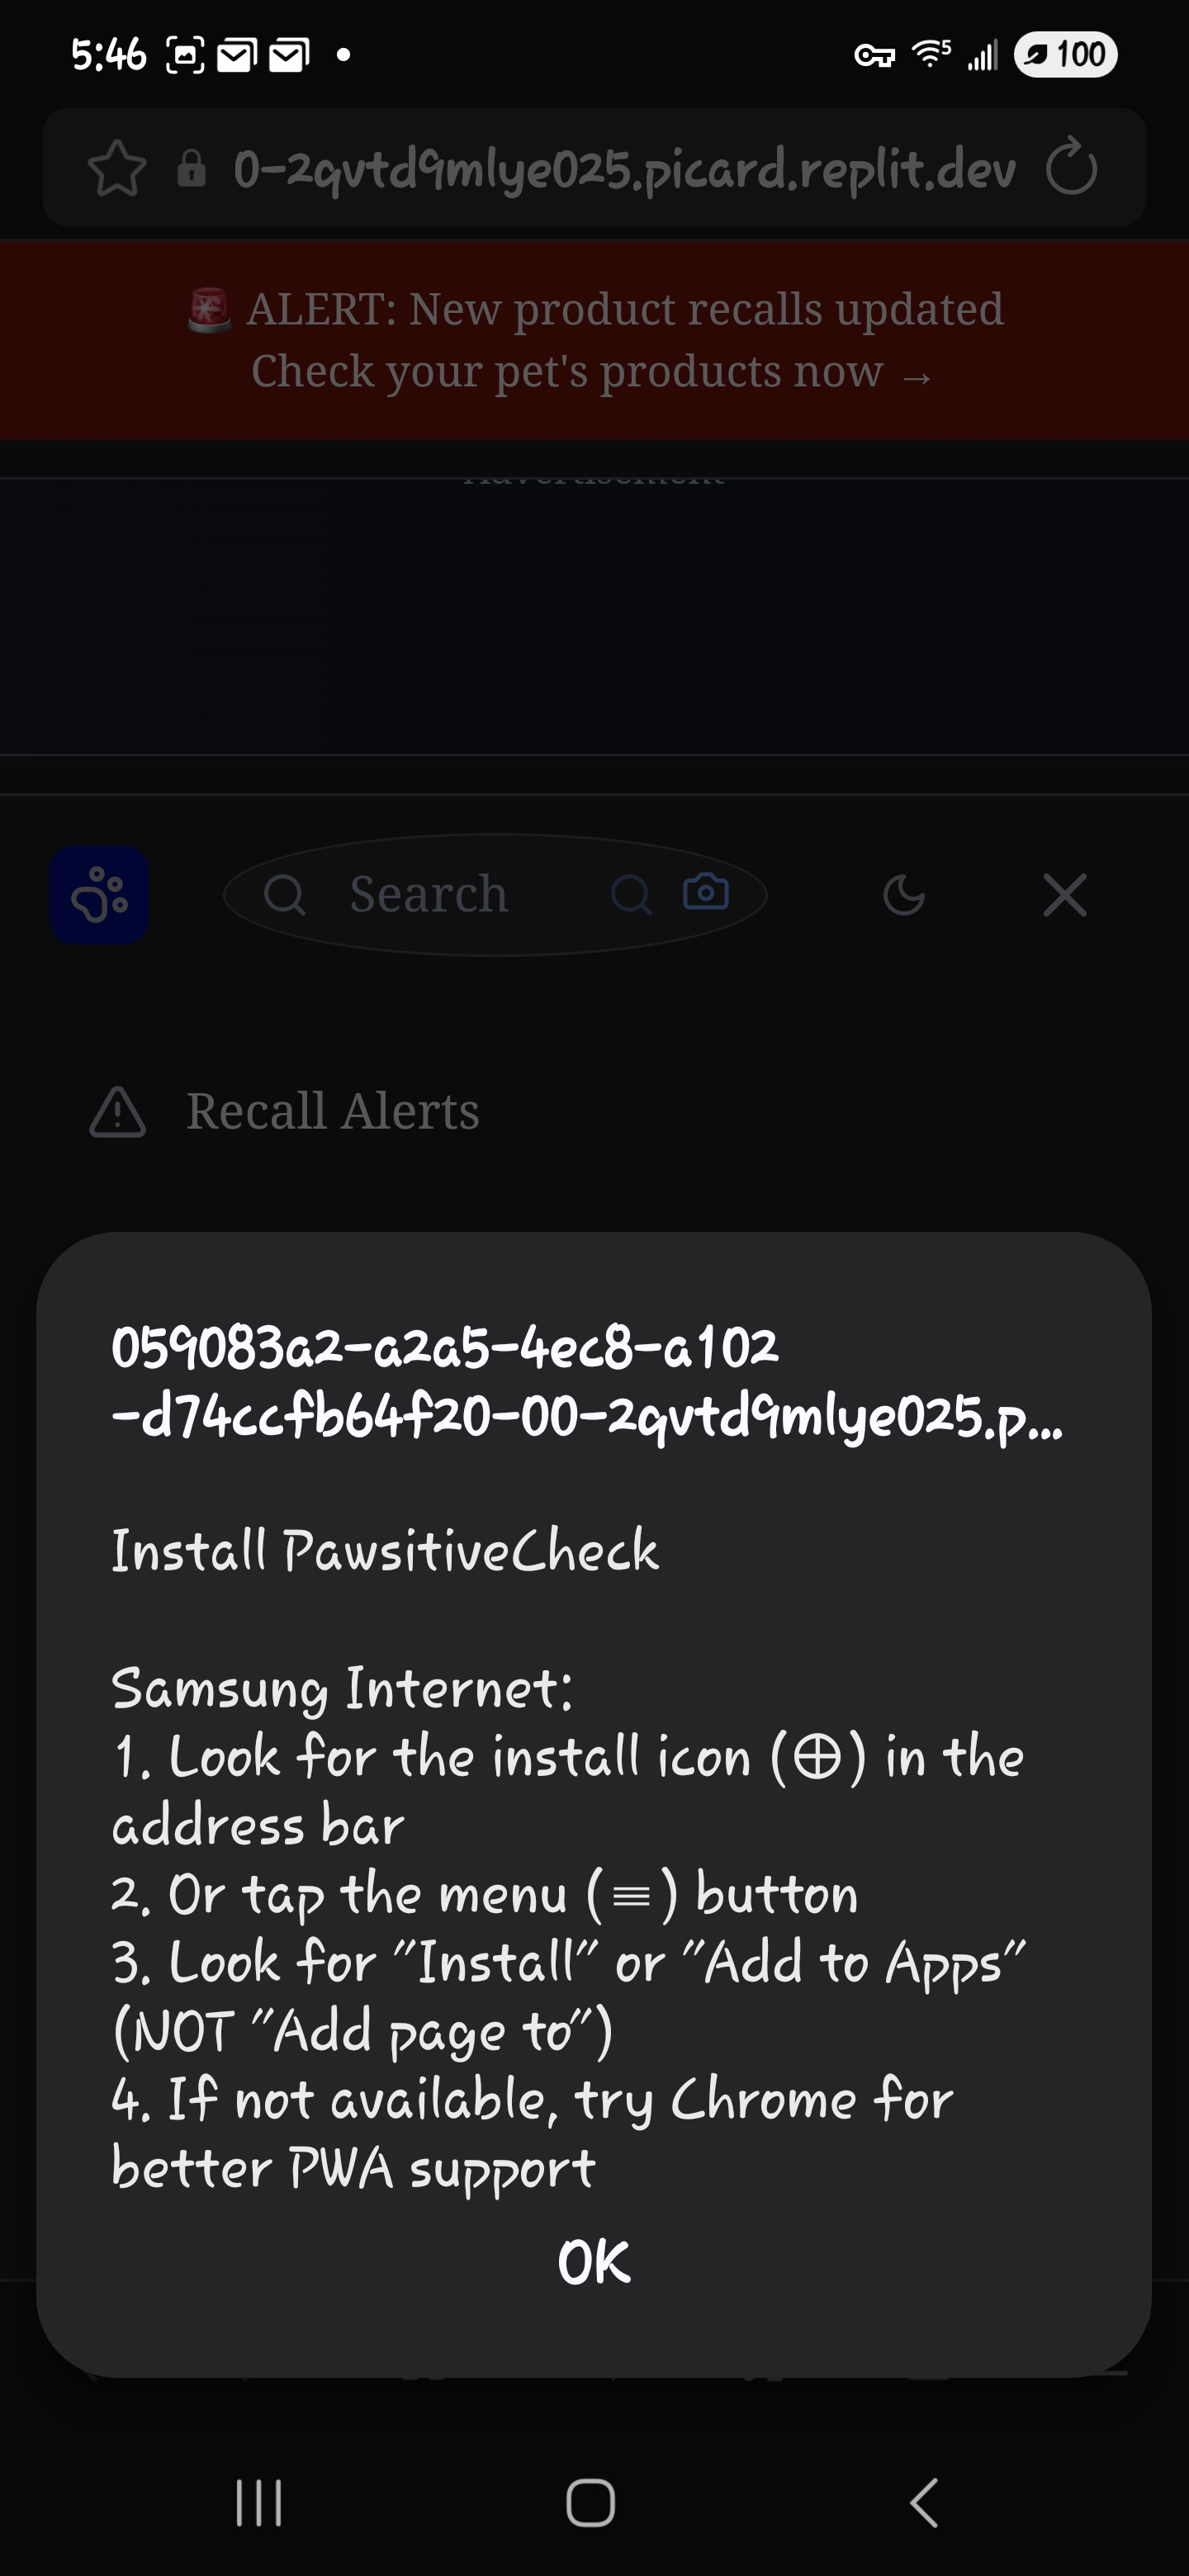 5:46
5
100
0-2qvtd9mlye025.picard.replit.dev
🚨 ALERT: New product recalls updated
Check your pet's products now →
Advertisement
Search
Recall Alerts
059083a2-a2a5-4ec8-a102
-d74ccfb64f20-00-2qvtd9mlye025.p...
Install PawsitiveCheck
Samsung Internet:
1. Look for the install icon (⊕) in the
address bar
2. Or tap the menu (≡) button
3. Look for "Install" or "Add to Apps"
(NOT "Add page to")
4. If not available, try Chrome for
better PWA support
OK